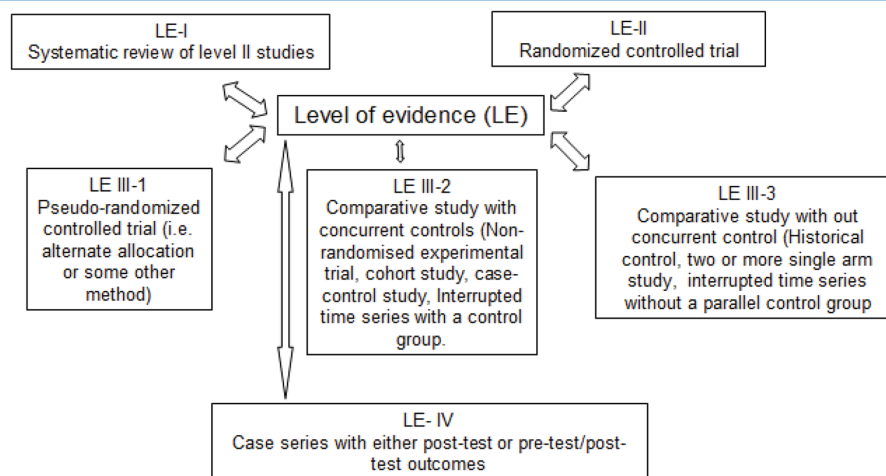 LE-I
Systematic review of level II studies
LE-II
Randomized controlled trial
Level of evidence (LE)
LE III-1
Pseudo-randomized
controlled trial (i.e.
alternate allocation
or some other
method)
LE III-2
Comparative study with
concurrent controls (Non-
randomised experimental
trial, cohort study, case-
control study, Interrupted
time series with a control
group.
LE III-3
Comparative study with out
concurrent control (Historical
control, two or more single arm
study, interrupted time series
without a parallel control group
LE- IV
Case series with either post-test or pre-test/post-
test outcomes